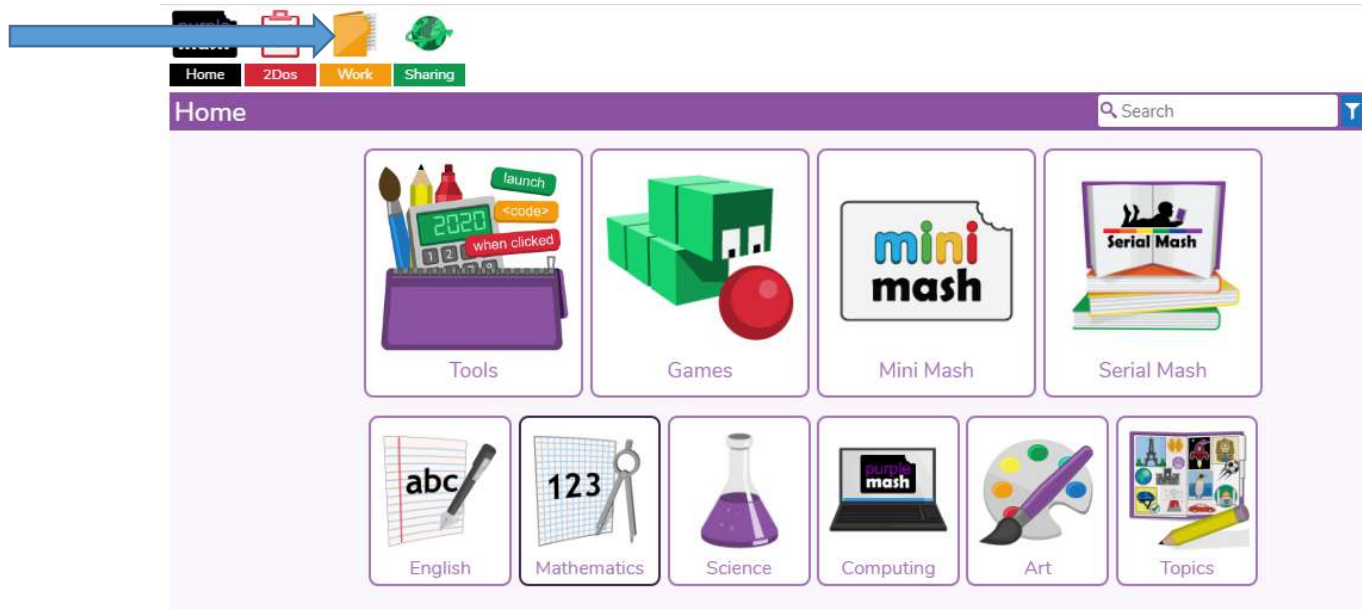 Home 2Dos Work Sharing
Home
Search
launch
<code>
when clicked
2020
mini
mash
Serial Mash
Tools Games Mini Mash Serial Mash
abc
123
purple
mash
English Mathematics Science Computing Art Topics